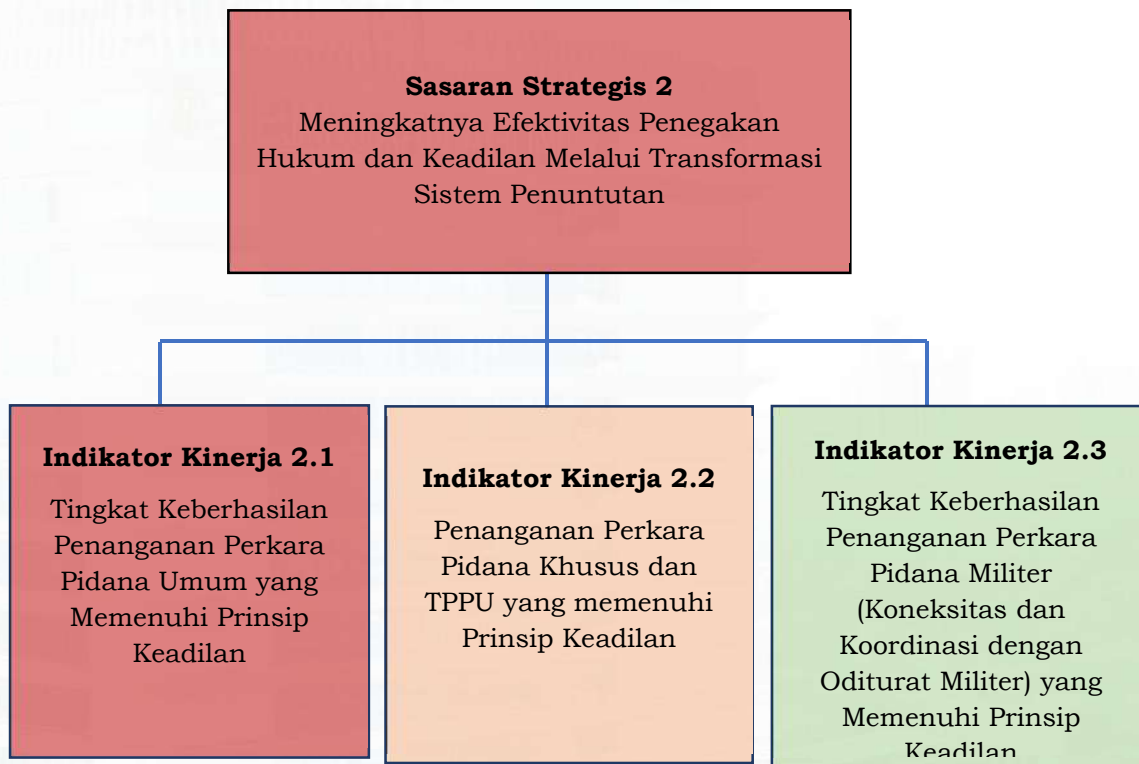 Sasaran Strategis 2
Meningkatnya Efektivitas Penegakan
Hukum dan Keadilan Melalui Transformasi
Sistem Penuntutan
Indikator Kinerja 2.1
Tingkat Keberhasilan
Penanganan Perkara
Pidana Umum yang
Memenuhi Prinsip
Keadilan
Indikator Kinerja 2.2
Penanganan Perkara
Pidana Khusus dan
TPPU yang memenuhi
Prinsip Keadilan
Indikator Kinerja 2.3
Tingkat Keberhasilan
Penanganan Perkara
Pidana Militer
(Koneksitas dan
Koordinasi dengan
Oditurat Militer) yang
Memenuhi Prinsip
Keadilan